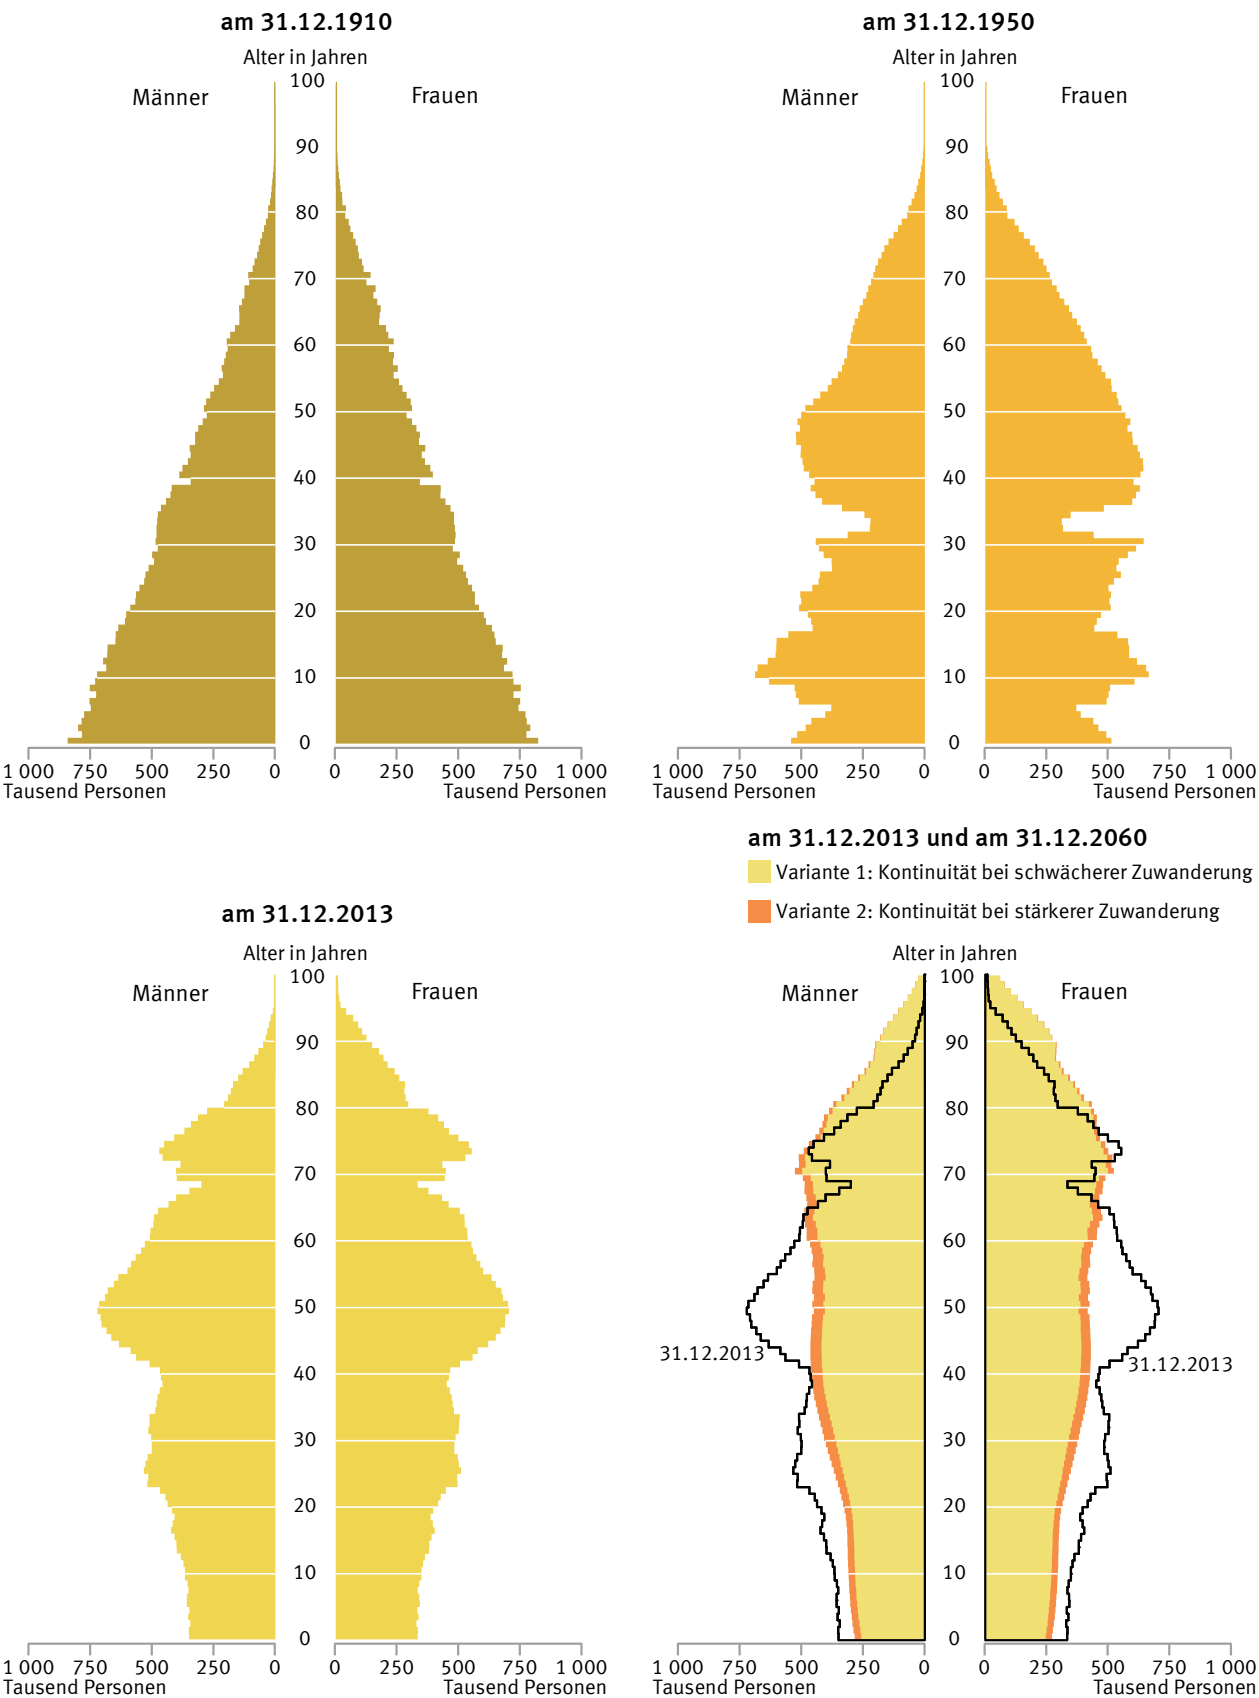 am 31.12.1910
Alter in Jahren
Männer
Frauen
100
90
80
70
60
50
40
30
20
10
0
1 000 750 500 250 0
0 250 500 750 1 000
Tausend Personen
Tausend Personen
am 31.12.1950
Alter in Jahren
Männer
Frauen
100
90
80
70
60
50
40
30
20
10
0
1 000 750 500 250 0
0 250 500 750 1 000
Tausend Personen
Tausend Personen
am 31.12.2013
Alter in Jahren
Männer
Frauen
100
90
80
70
60
50
40
30
20
10
0
1 000 750 500 250 0
0 250 500 750 1 000
Tausend Personen
Tausend Personen
am 31.12.2013 und am 31.12.2060
Variante 1: Kontinuität bei schwächerer Zuwanderung
Variante 2: Kontinuität bei stärkerer Zuwanderung
Alter in Jahren
Männer
Frauen
100
90
80
70
60
50
31.12.2013
31.12.2013
40
30
20
10
0
1 000 750 500 250 0
0 250 500 750 1 000
Tausend Personen
Tausend Personen